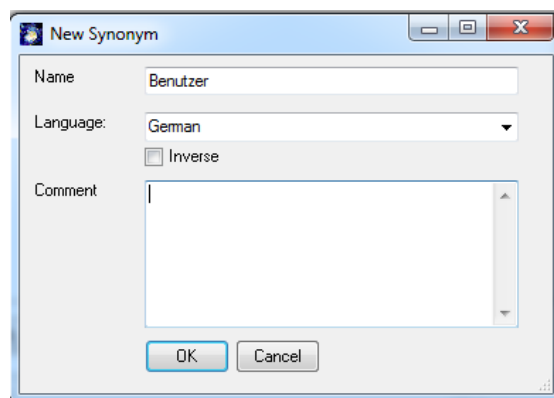 New Synonym
Name
Benutzer
Language:
German
Inverse
Comment
OK
Cancel